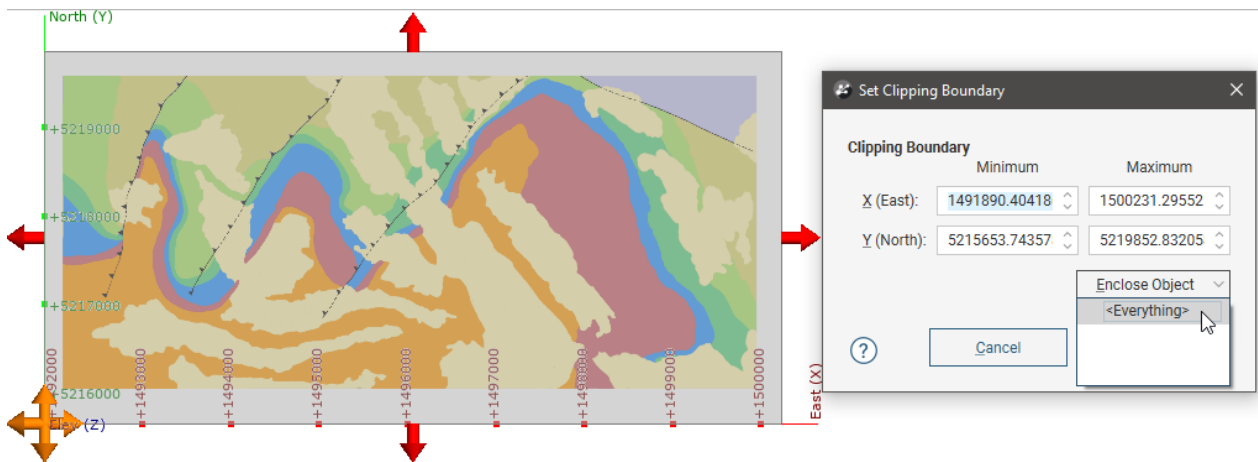 North (Y)
+5219000
+5218000
+5217000
+5216000
Elev (Z)
+1493000
+1494000
+1495000
+1496000
+1497000
+1498000
+1499000
+1500000
East (X)
Set Clipping Boundary
Clipping Boundary
Minimum Maximum
X (East): 1491890.40418 1500231.29552
Y (North): 5215653.74357 5219852.83205
Enclose Object
<Everything>
? Cancel